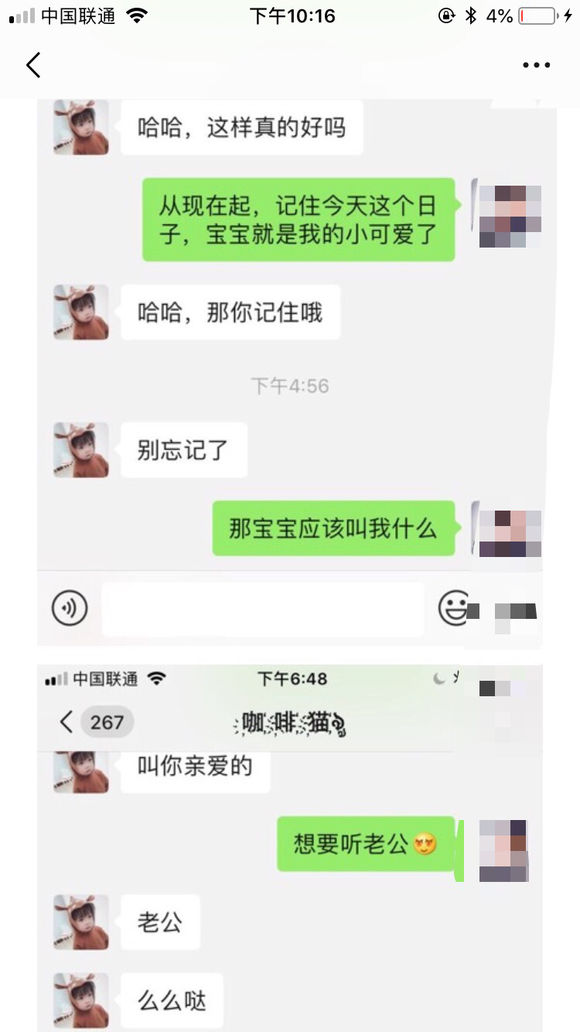 中国联通
下午10:16
4%
哈哈，这样真的好吗
从现在起，记住今天这个日
子，宝宝就是我的小可爱了
哈哈，那你记住哦
下午4:56
别忘记了
那宝宝应该叫我什么
中国联通
下午6:48
267
咖啡猫
叫你亲爱的
想要听老公😍
老公
么么哒